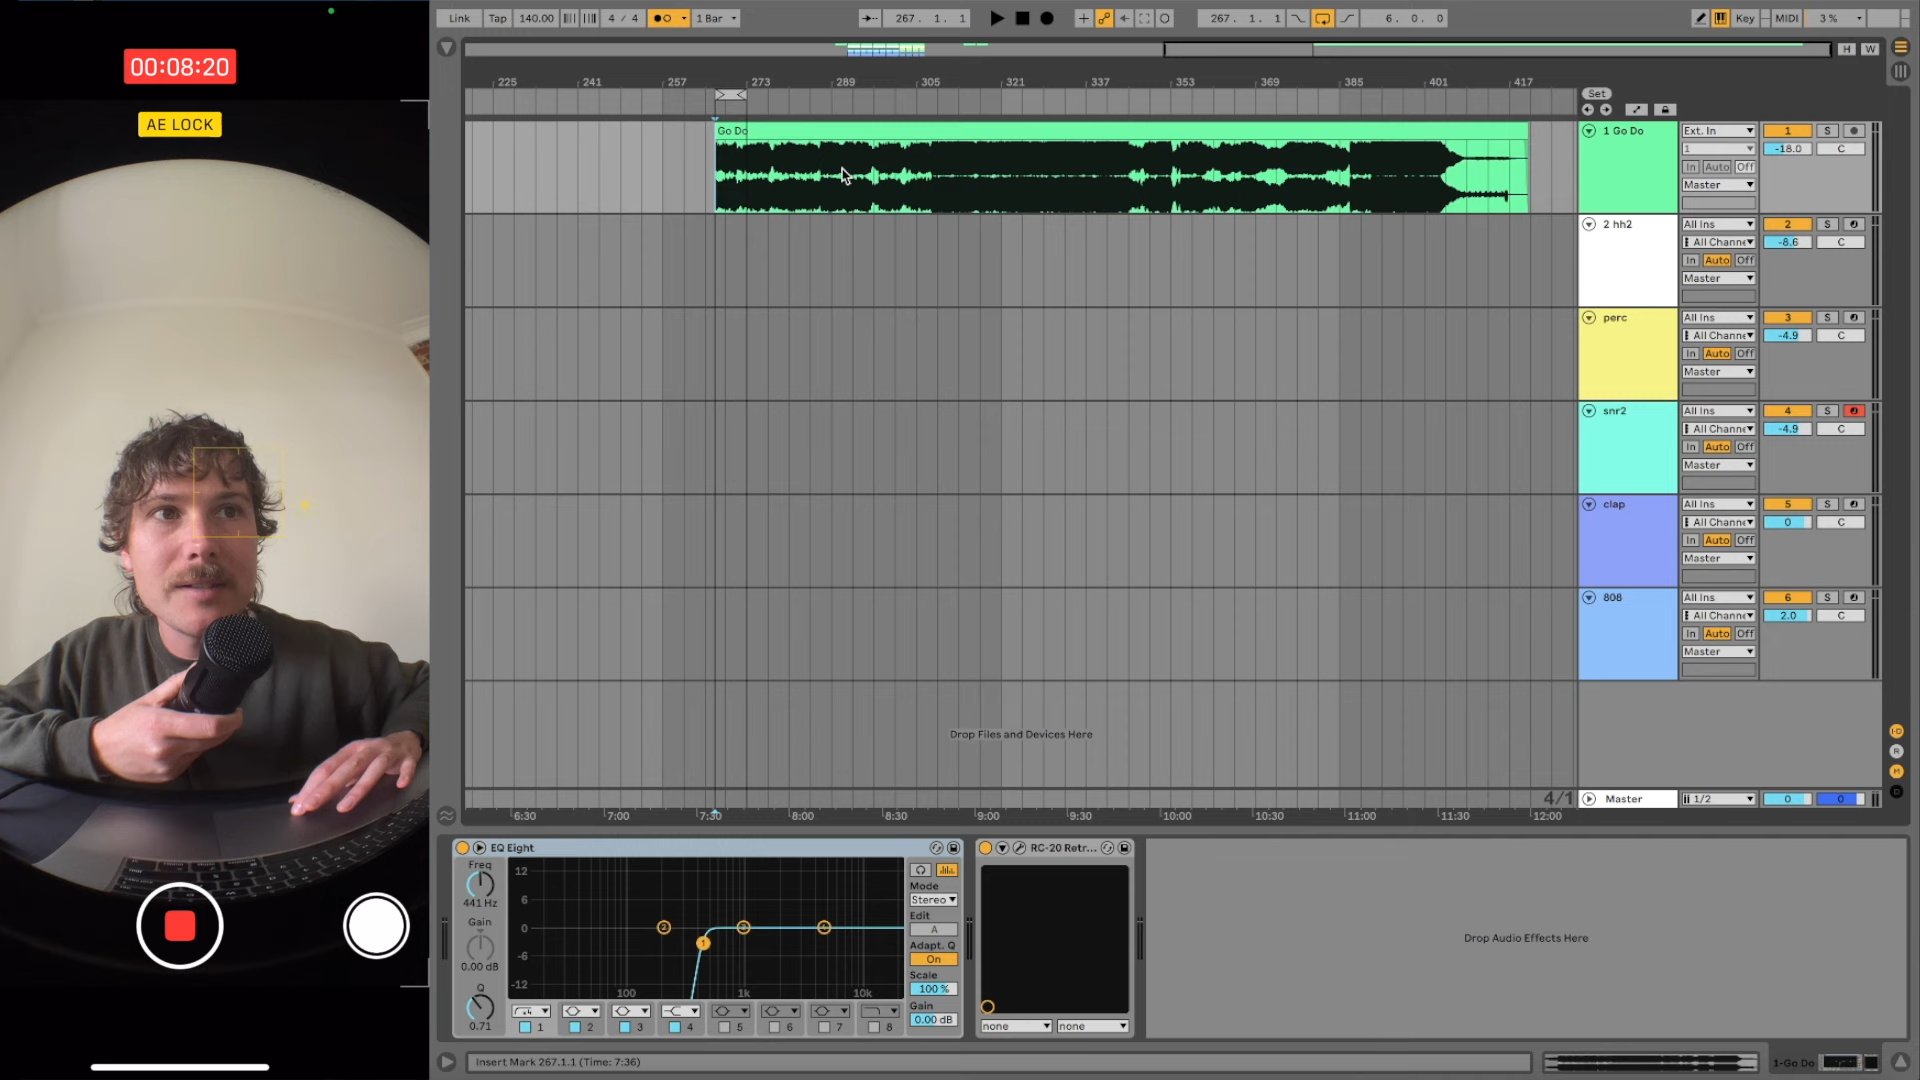 00:08:20
AE LOCK
Link Tap 140.00 4 / 4 1 Bar 267. 1. 1 267. 1. 1 6. 0. 0 Key MIDI 3 %
H W
225 241 257 273 289 305 321 337 353 369 385 401 417
Set
Go Do
1 Go Do Ext. In 1 S
1 -18.0 C
In Auto Off
Master
2 hh2 All Ins 2 S
All Channe -8.6 C
In Auto Off
Master
perc All Ins 3 S
All Channe -4.9 C
In Auto Off
Master
snr2 All Ins 4 S
All Channe -4.9 C
In Auto Off
Master
clap All Ins 5 S
All Channe 0 C
In Auto Off
Master
808 All Ins 6 S
All Channe 2.0 C
In Auto Off
Master
Drop Files and Devices Here
4/1
Master 1/2 0 0
6:30 7:00 7:30 8:00 8:30 9:00 9:30 10:00 10:30 11:00 11:30 12:00
I·O
R
M
D
EQ Eight
Freq
441 Hz
Gain
0.00 dB
Q
0.71
12
6
0
-6
-12
100 1k 10k
1 2 3 4 5 6 7 8
Mode
Stereo
Edit
A
Adapt. Q
On
Scale
100 %
Gain
0.00 dB
RC-20 Retr...
none none
Drop Audio Effects Here
Insert Mark 267.1.1 (Time: 7:36)
1-Go Do